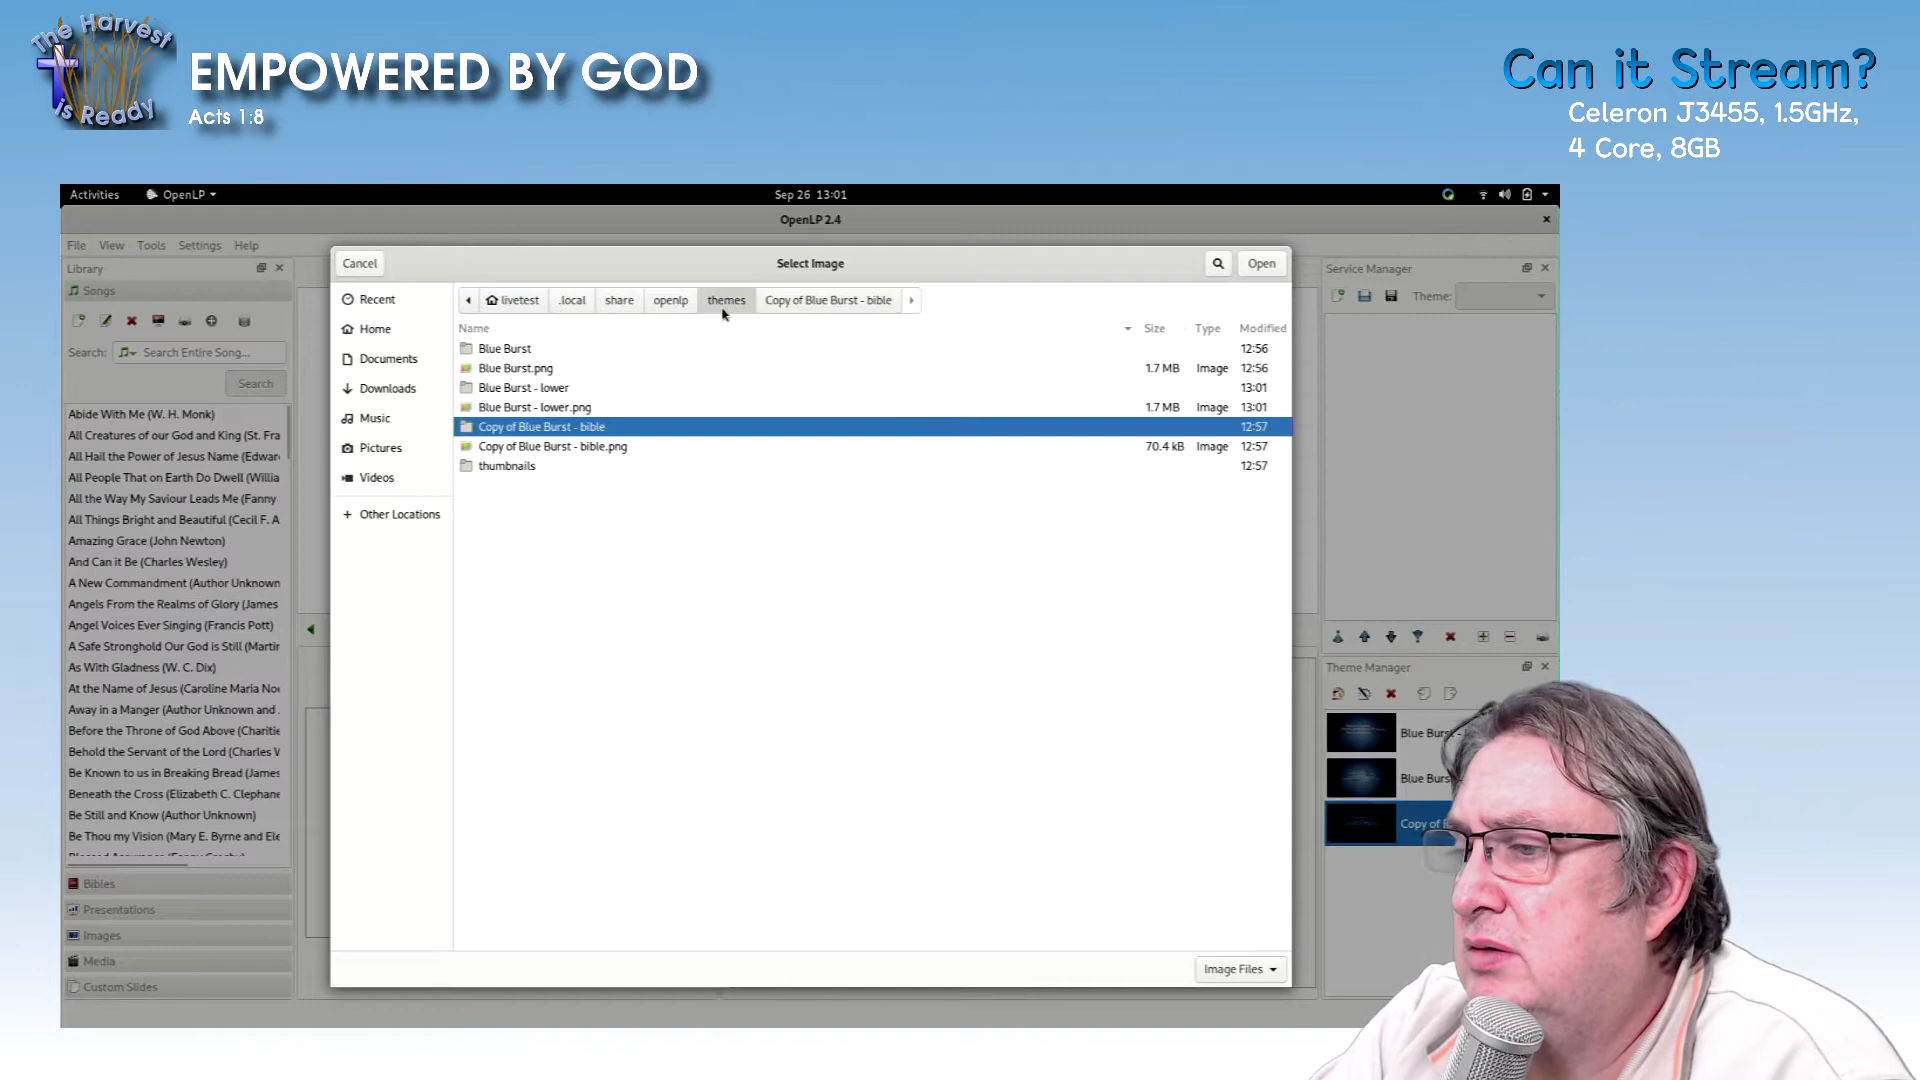 The Harvest
is Ready
EMPOWERED BY GOD
Acts 1:8
Can it Stream?
Celeron J3455, 1.5GHz,
4 Core, 8GB
Activities
OpenLP
Sep 26 13:01
OpenLP 2.4
File View Tools Settings Help
Library
Songs
Search: Search Entire Song...
Search
Abide With Me (W. H. Monk)
All Creatures of our God and King (St. Fra
All Hail the Power of Jesus Name (Edwar
All People That on Earth Do Dwell (Willia
All the Way My Saviour Leads Me (Fanny
All Things Bright and Beautiful (Cecil F. A
Amazing Grace (John Newton)
And Can it Be (Charles Wesley)
A New Commandment (Author Unknown
Angels From the Realms of Glory (James
Angel Voices Ever Singing (Francis Pott)
A Safe Stronghold Our God is Still (Martin
As With Gladness (W. C. Dix)
At the Name of Jesus (Caroline Maria Noe
Away in a Manger (Author Unknown and
Before the Throne of God Above (Charitie
Behold the Servant of the Lord (Charles W
Be Known to us in Breaking Bread (James
Beneath the Cross (Elizabeth C. Clephane
Be Still and Know (Author Unknown)
Be Thou my Vision (Mary E. Byrne and Ele
Bibles
Presentations
Images
Media
Custom Slides
Cancel
Select Image
Open
Recent
Home
Documents
Downloads
Music
Pictures
Videos
Other Locations
livetest .local share openlp themes Copy of Blue Burst - bible
Name Size Type Modified
Blue Burst 12:56
Blue Burst.png 1.7 MB Image 12:56
Blue Burst - lower 13:01
Blue Burst - lower.png 1.7 MB Image 13:01
Copy of Blue Burst - bible 12:57
Copy of Blue Burst - bible.png 70.4 kB Image 12:57
thumbnails 12:57
Image Files
Service Manager
Theme:
Theme Manager
Blue Burst -
Blue Burst
Copy of